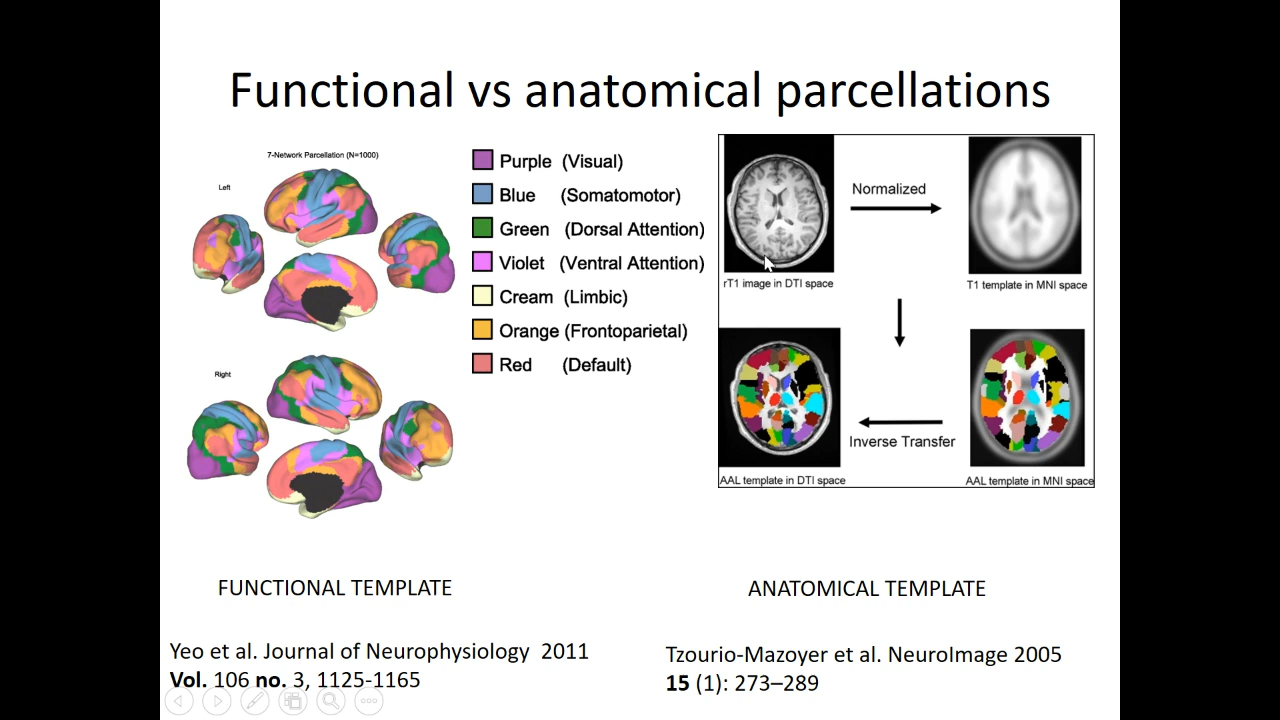 Functional vs anatomical parcellations
7-Network Parcellation (N=1000)
Left
Right
Purple (Visual)
Blue (Somatomotor)
Green (Dorsal Attention)
Violet (Ventral Attention)
Cream (Limbic)
Orange (Frontoparietal)
Red (Default)
Normalized
rT1 image in DTI space
T1 template in MNI space
Inverse Transfer
AAL template in DTI space
AAL template in MNI space
FUNCTIONAL TEMPLATE
ANATOMICAL TEMPLATE
Yeo et al. Journal of Neurophysiology 2011
Vol. 106 no. 3, 1125-1165
Tzourio-Mazoyer et al. NeuroImage 2005
15 (1): 273–289